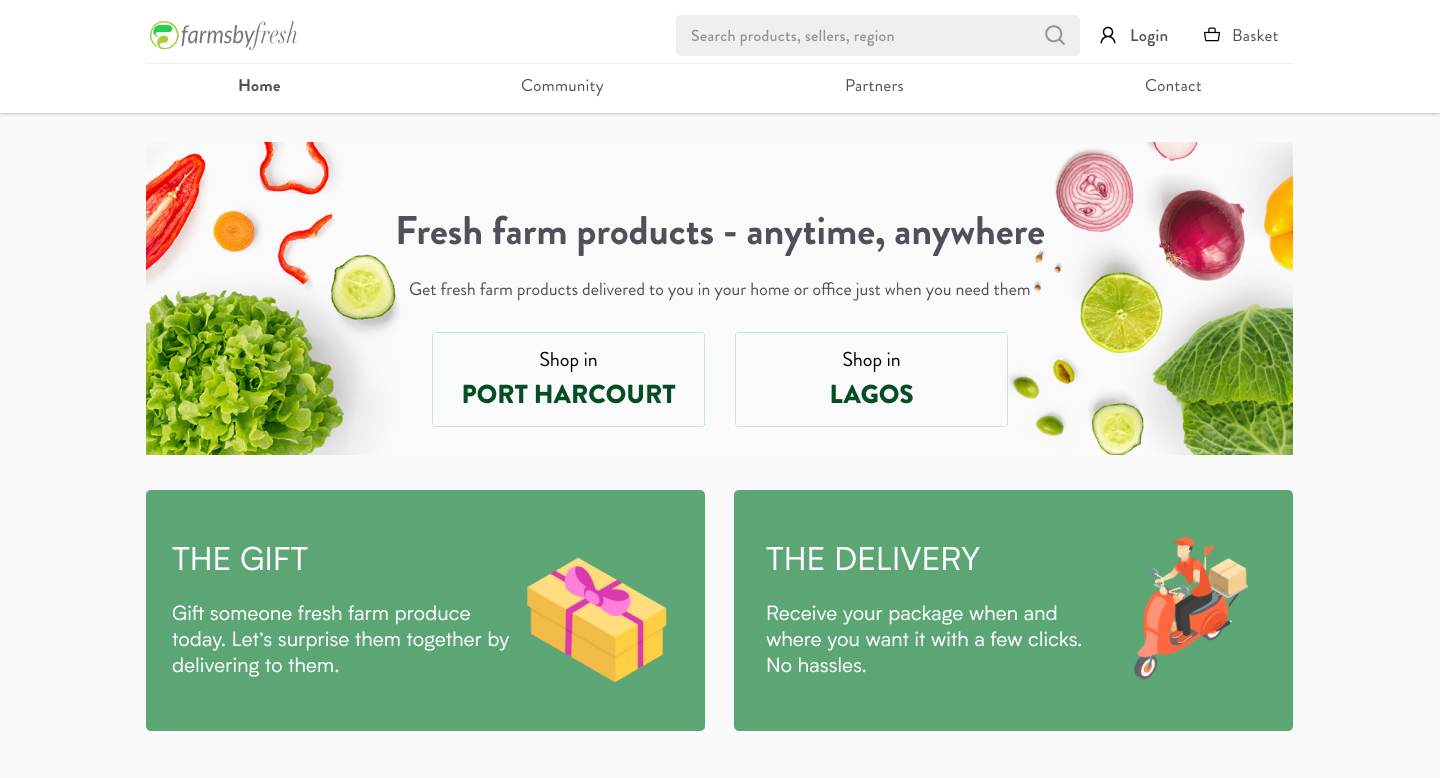 farmsbyfresh
Search products, sellers, region
Login
Basket
Home
Community
Partners
Contact
Fresh farm products - anytime, anywhere
Get fresh farm products delivered to you in your home or office just when you need them
Shop in
PORT HARCOURT
Shop in
LAGOS
THE GIFT
Gift someone fresh farm produce
today. Let's surprise them together by
delivering to them.
THE DELIVERY
Receive your package when and
where you want it with a few clicks.
No hassles.